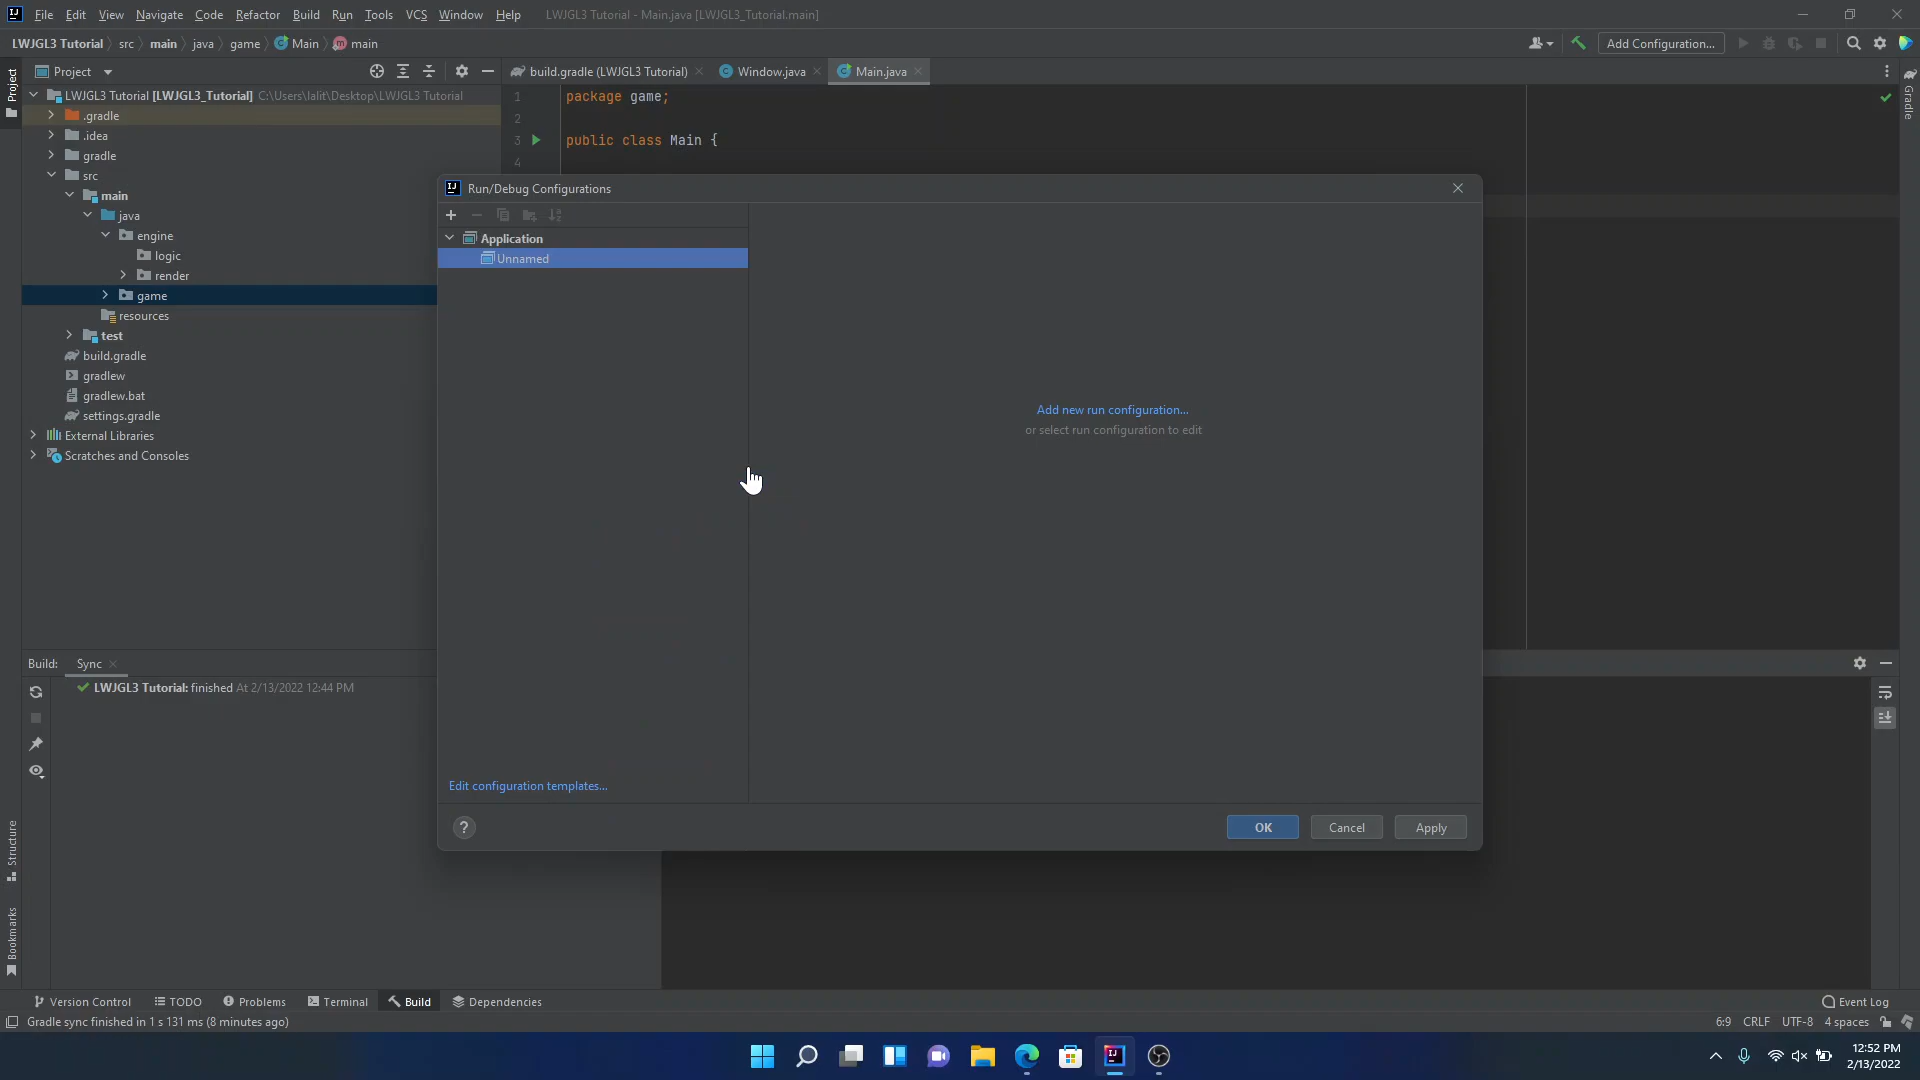 File Edit View Navigate Code Refactor Build Run Tools VCS Window Help LWJGL3 Tutorial - Main.java [LWJGL3_Tutorial.main]
LWJGL3 Tutorial src main java game Main main Add Configuration...
Project
Project
build.gradle (LWJGL3 Tutorial) Window.java Main.java
Gradle
LWJGL3 Tutorial [LWJGL3_Tutorial] C:\Users\lalit\Desktop\LWJGL3 Tutorial
.gradle
.idea
gradle
src
main
java
engine
logic
render
game
resources
test
build.gradle
gradlew
gradlew.bat
settings.gradle
External Libraries
Scratches and Consoles
1 package game;
2
3 public class Main {
4
Run/Debug Configurations
Application
Unnamed
Add new run configuration...
or select run configuration to edit
Edit configuration templates...
?
OK Cancel Apply
Build: Sync
LWJGL3 Tutorial: finished At 2/13/2022 12:44 PM
Structure
Bookmarks
Version Control TODO Problems Terminal Build Dependencies Event Log
Gradle sync finished in 1 s 131 ms (8 minutes ago) 6:9 CRLF UTF-8 4 spaces
12:52 PM
2/13/2022